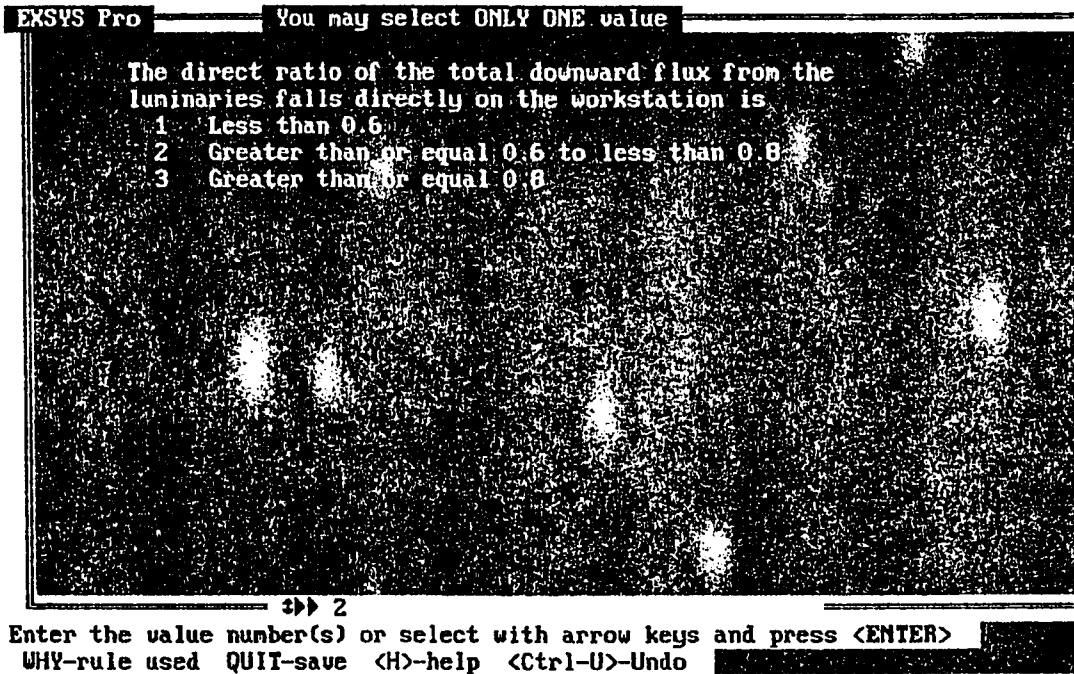 EXSYS Pro You may select ONLY ONE value
The direct ratio of the total downward flux from the
luminaries falls directly on the workstation is
1 Less than 0.6
2 Greater than or equal 0.6 to less than 0.8
3 Greater than or equal 0.8
2
Enter the value number(s) or select with arrow keys and press <ENTER>
WHY-rule used QUIT-save <H>-help <Ctrl-U>-Undo